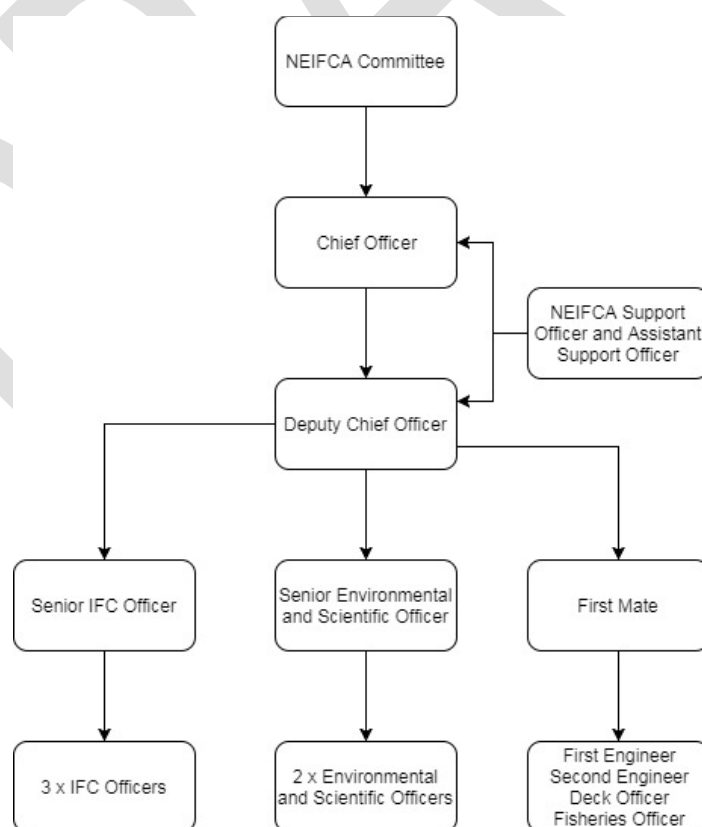 NEIFCA Committee
Chief Officer
NEIFCA Support
Officer and Assistant
Support Officer
Deputy Chief Officer
Senior IFC Officer
Senior Environmental
and Scientific Officer
First Mate
3 x IFC Officers
2 x Environmental
and Scientific Officers
First Engineer
Second Engineer
Deck Officer
Fisheries Officer